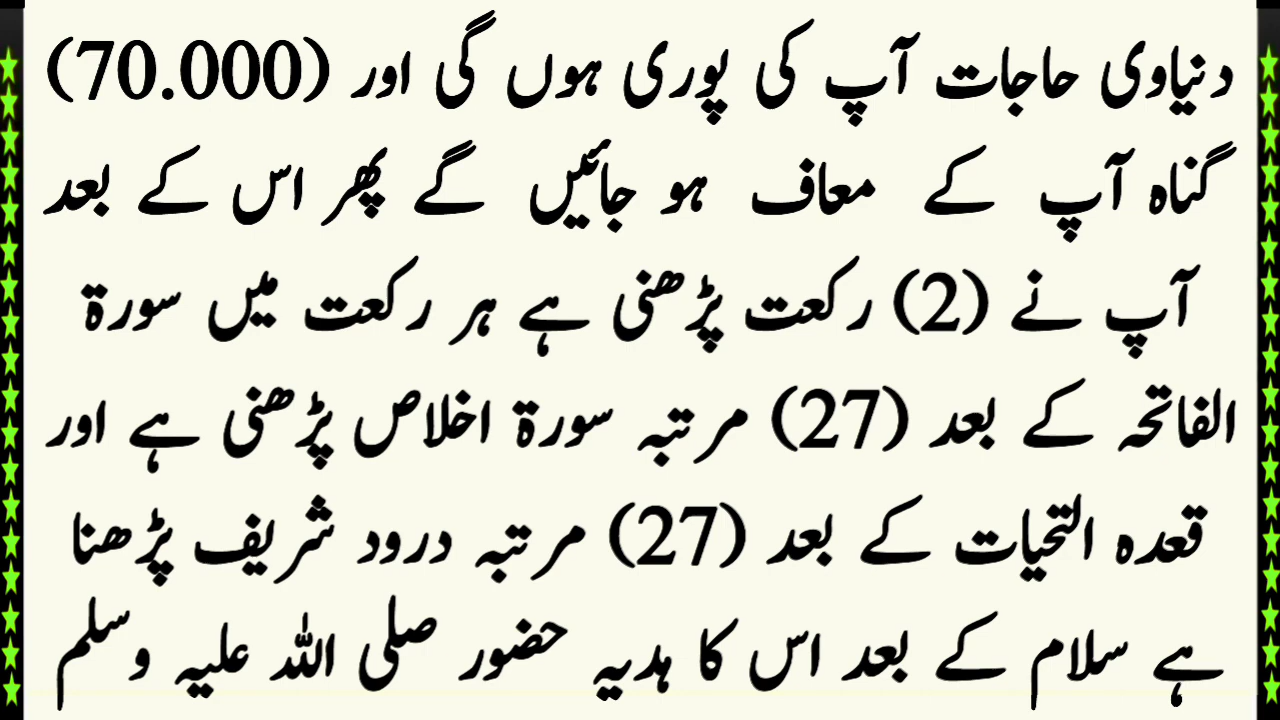 دنیاوی حاجات آپ کی پوری ہوں گی اور (70.000)
گناہ آپ کے معاف ہو جائیں گے پھر اس کے بعد
آپ نے (2) رکعت پڑھنی ہے ہر رکعت میں سورۃ
الفاتحہ کے بعد (27) مرتبہ سورۃ اخلاص پڑھنی ہے اور
قعدہ التحیات کے بعد (27) مرتبہ درود شریف پڑھنا
ہے سلام کے بعد اس کا ہدیہ حضور صلی اللہ علیہ وسلم